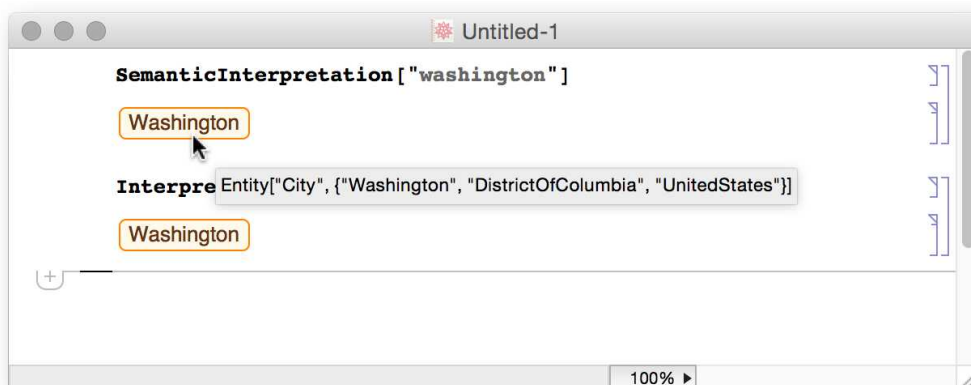 Untitled-1
SemanticInterpretation["washington"]
Washington
Interpre
Entity["City", {"Washington", "DistrictOfColumbia", "UnitedStates"}]
Washington
100%